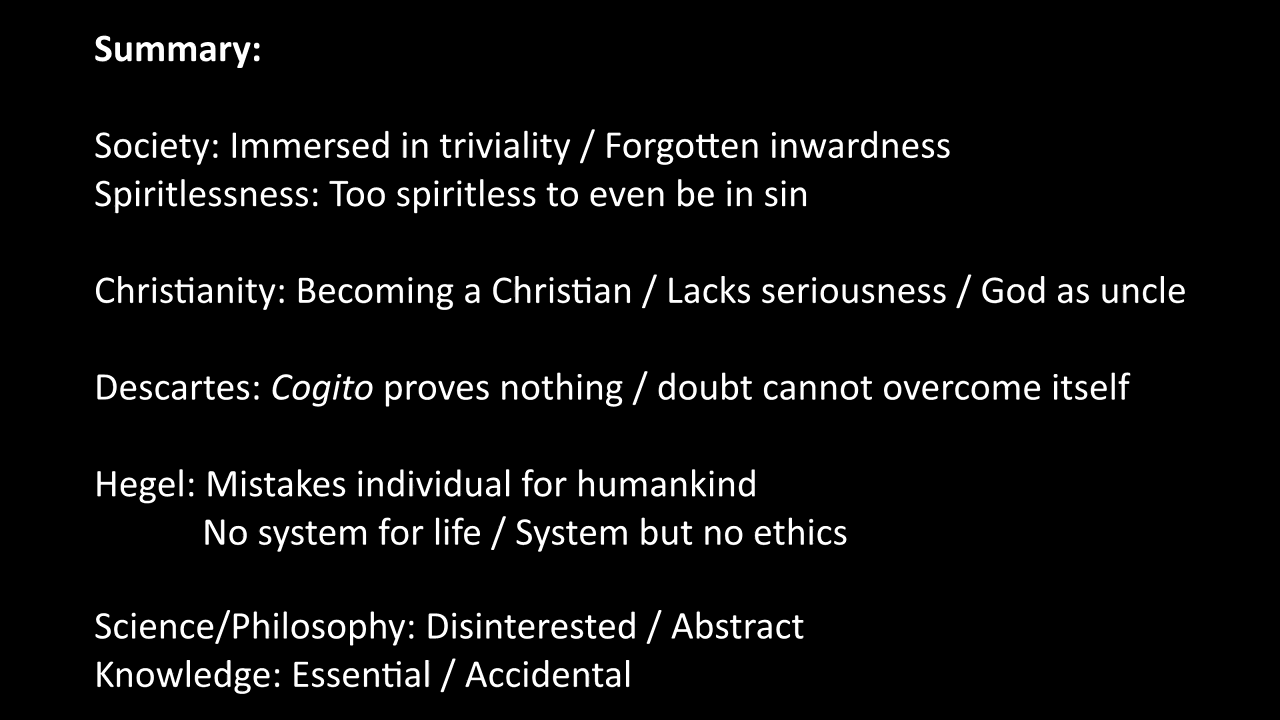 Summary:
Society: Immersed in triviality / Forgotten inwardness
Spiritlessness: Too spiritless to even be in sin
Christianity: Becoming a Christian / Lacks seriousness / God as uncle
Descartes: Cogito proves nothing / doubt cannot overcome itself
Hegel: Mistakes individual for humankind
No system for life / System but no ethics
Science/Philosophy: Disinterested / Abstract
Knowledge: Essential / Accidental